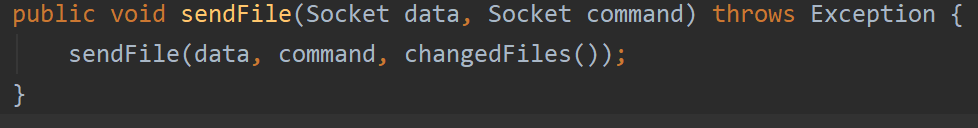 public void sendFile(Socket data, Socket command) throws Exception {
    sendFile(data, command, changedFiles());
}